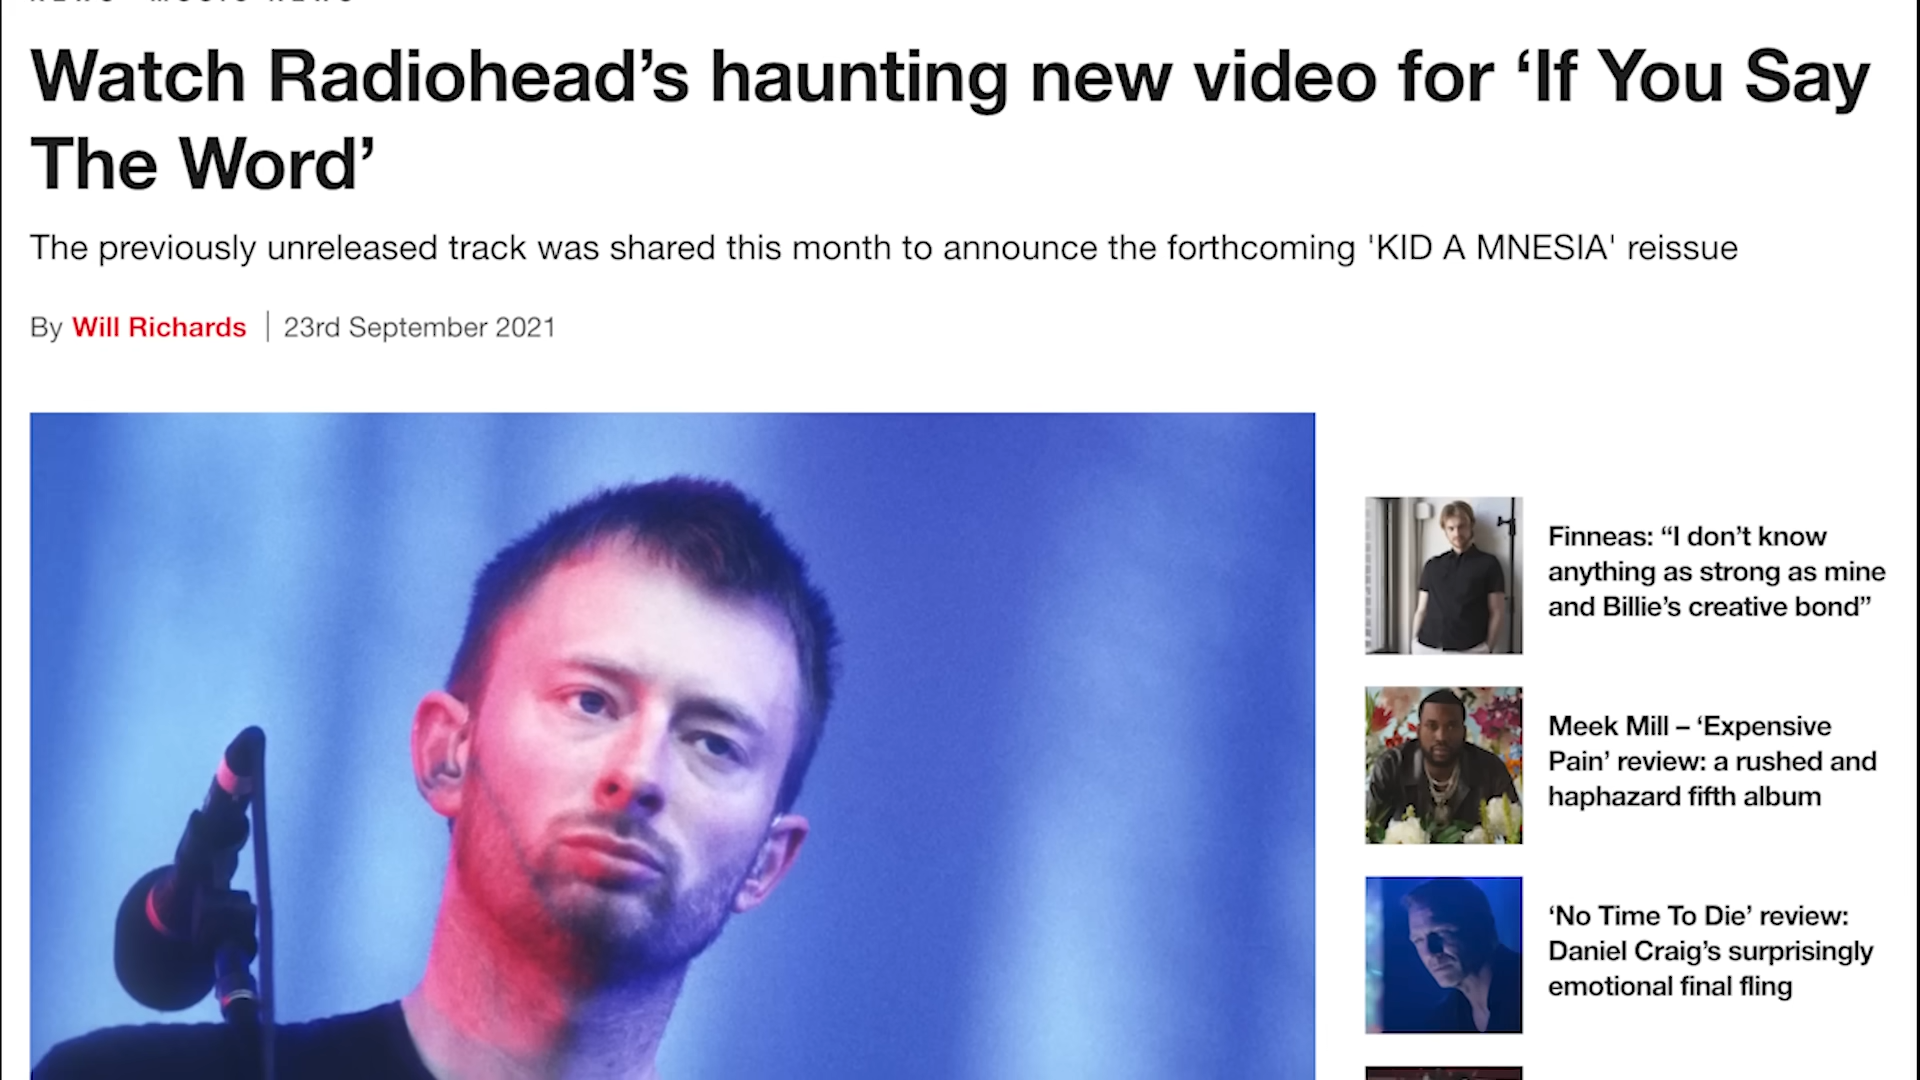 Watch Radiohead’s haunting new video for ‘If You Say
The Word’
The previously unreleased track was shared this month to announce the forthcoming 'KID A MNESIA' reissue
By Will Richards | 23rd September 2021
Finneas: “I don’t know
anything as strong as mine
and Billie’s creative bond”
Meek Mill – ‘Expensive
Pain’ review: a rushed and
haphazard fifth album
‘No Time To Die’ review:
Daniel Craig’s surprisingly
emotional final fling